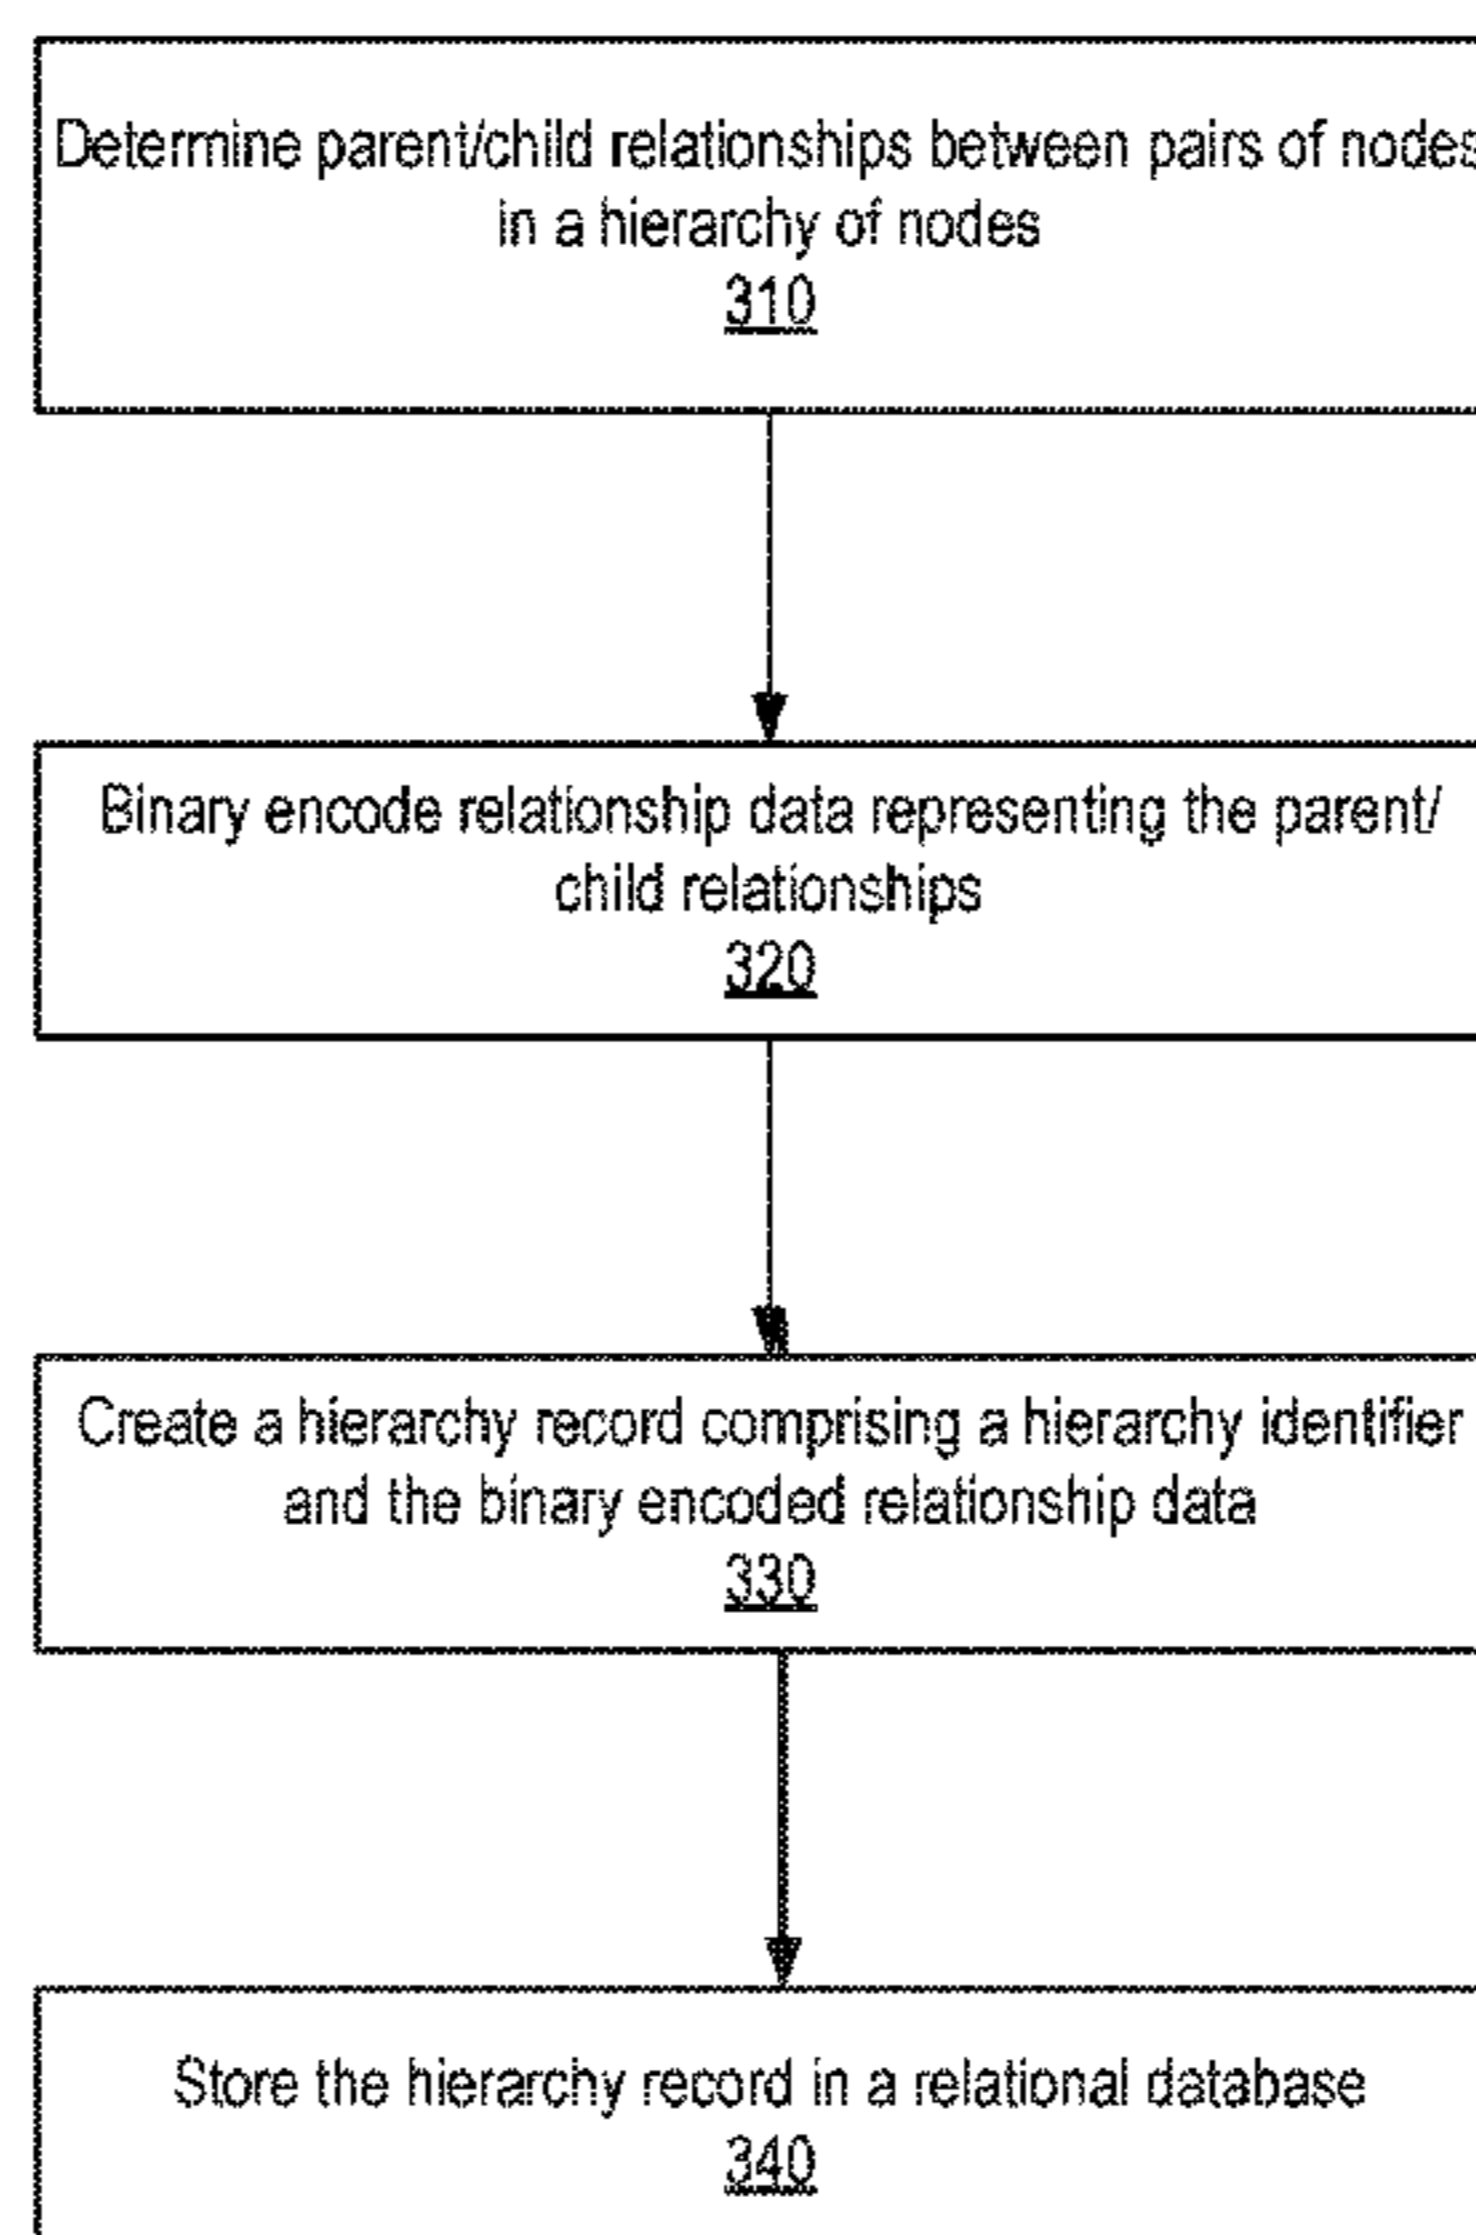 Determine parent/child relationships between pairs of nodes
in a hierarchy of nodes
310
Binary encode relationship data representing the parent/
child relationships
320
Create a hierarchy record comprising a hierarchy identifier
and the binary encoded relationship data
330
Store the hierarchy record in a relational database
340